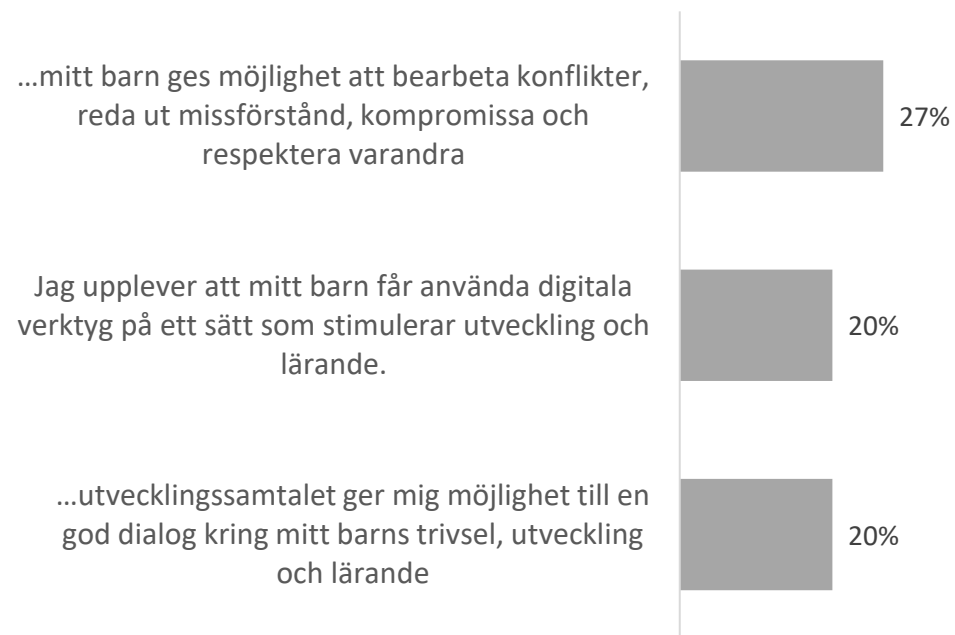 …mitt barn ges möjlighet att bearbeta konflikter,
reda ut missförstånd, kompromissa och
respektera varandra
27%
Jag upplever att mitt barn får använda digitala
verktyg på ett sätt som stimulerar utveckling och
lärande.
20%
…utvecklingssamtalet ger mig möjlighet till en
god dialog kring mitt barns trivsel, utveckling
och lärande
20%